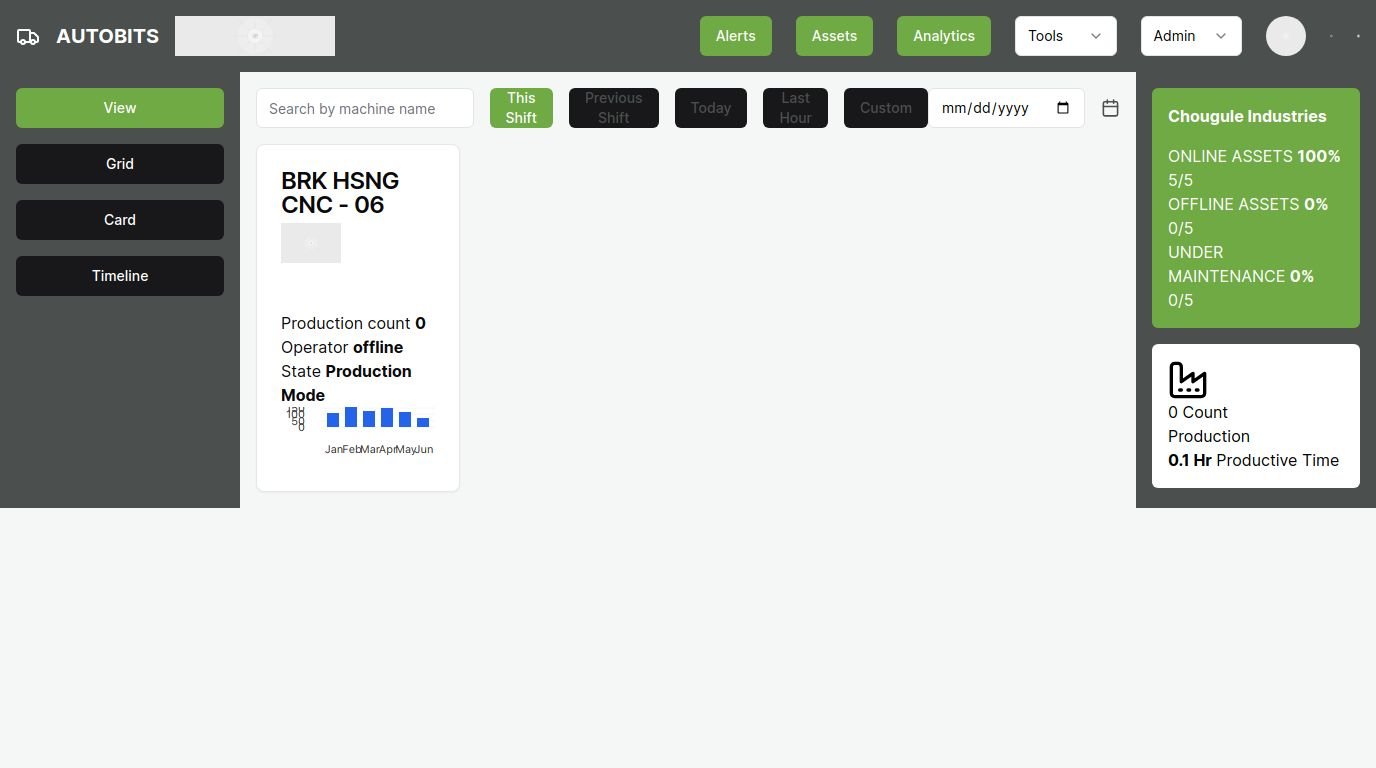 AUTOBITS
Alerts
Assets
Analytics
Tools
Admin
View
Grid
Card
Timeline
Search by machine name
This
Shift
Previous
Shift
Today
Last
Hour
Custom
mm/dd/yyyy
BRK HSNG
CNC - 06
Production count 0
Operator offline
State Production
Mode
150
100
50
0
Jan
Feb
Mar
Apr
May
Jun
Chougule Industries
ONLINE ASSETS 100%
5/5
OFFLINE ASSETS 0%
0/5
UNDER
MAINTENANCE 0%
0/5
0 Count
Production
0.1 Hr Productive Time